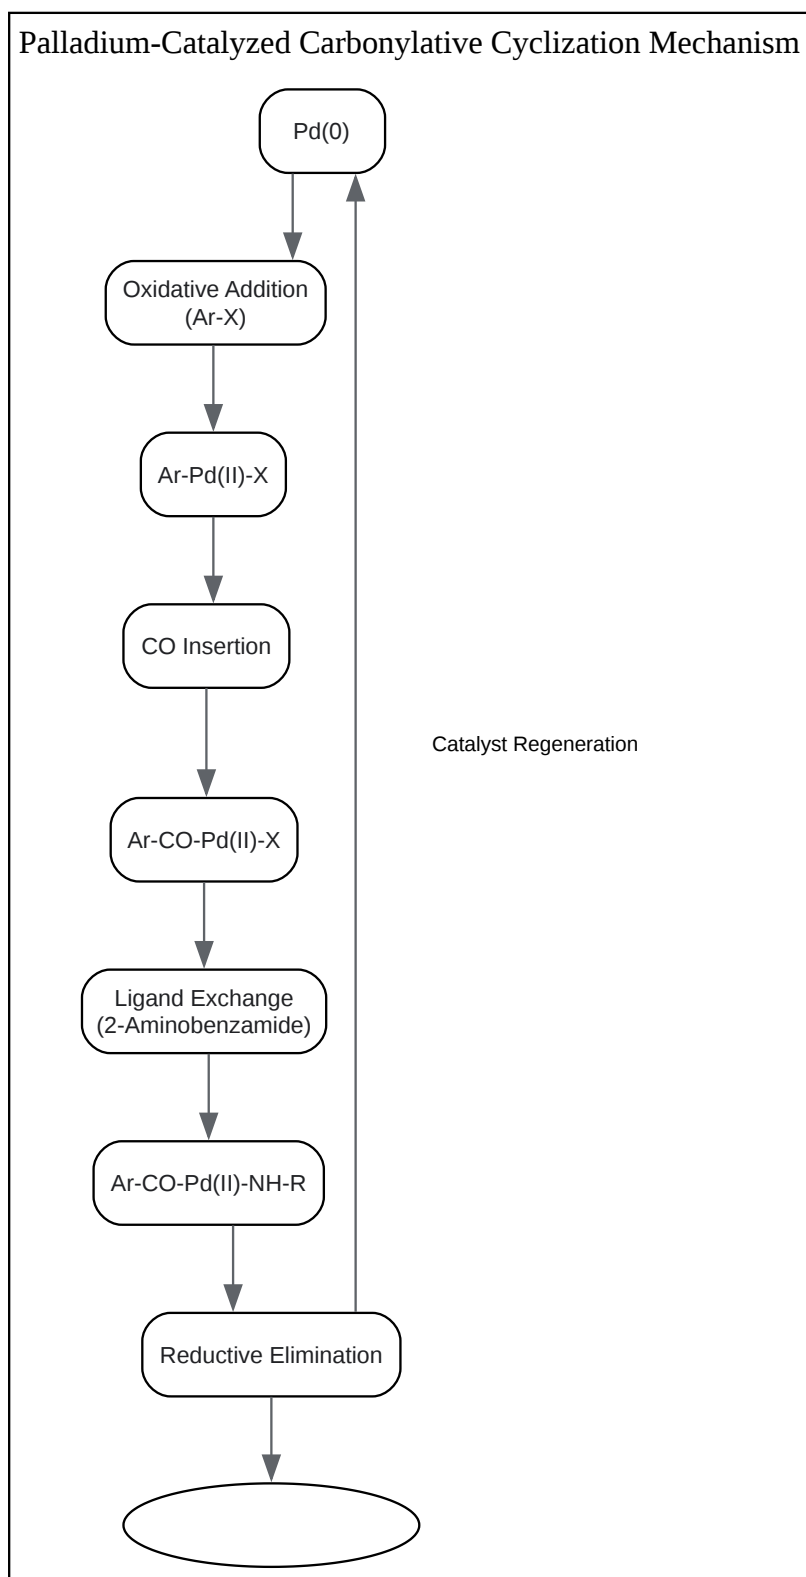 Palladium-Catalyzed Carbonylative Cyclization Mechanism
Pd(0)
Oxidative Addition
(Ar-X)
Ar-Pd(II)-X
CO Insertion
Catalyst Regeneration
Ar-CO-Pd(II)-X
Ligand Exchange
(2-Aminobenzamide)
Ar-CO-Pd(II)-NH-R
Reductive Elimination